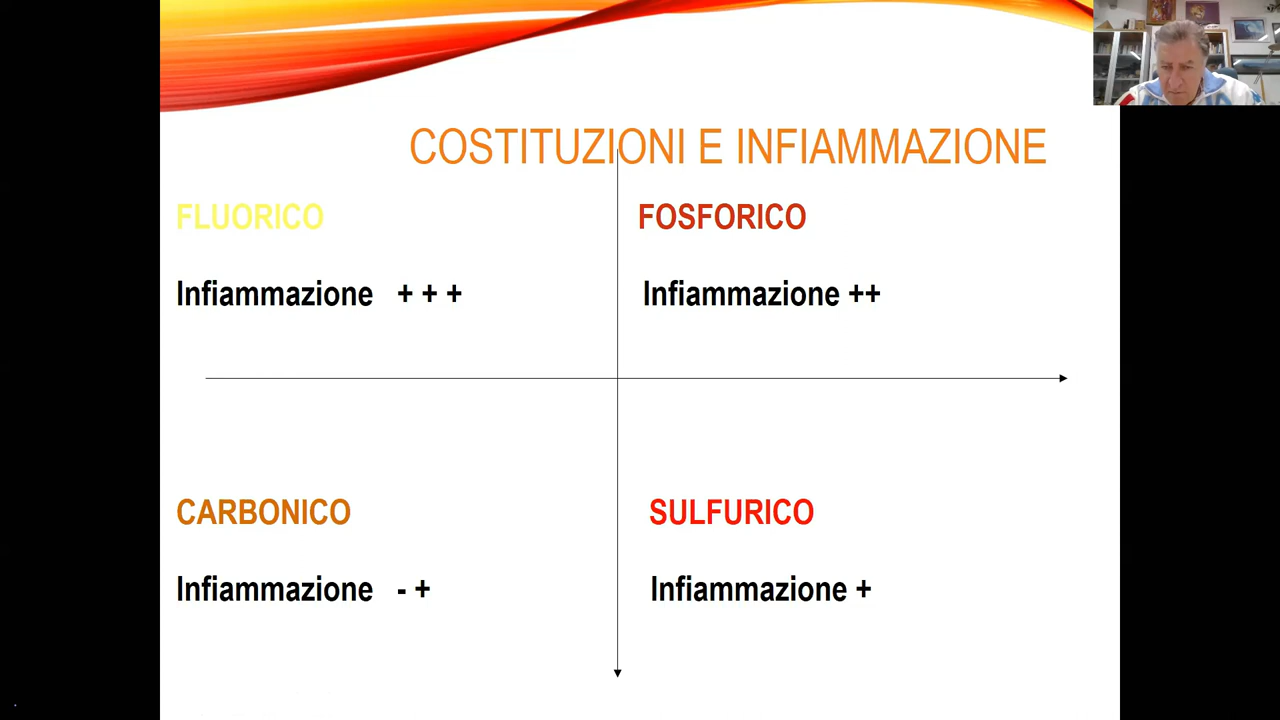 COSTITUZIONI E INFIAMMAZIONE
FLUORICO
Infiammazione + + +
FOSFORICO
Infiammazione ++
CARBONICO
Infiammazione - +
SULFURICO
Infiammazione +